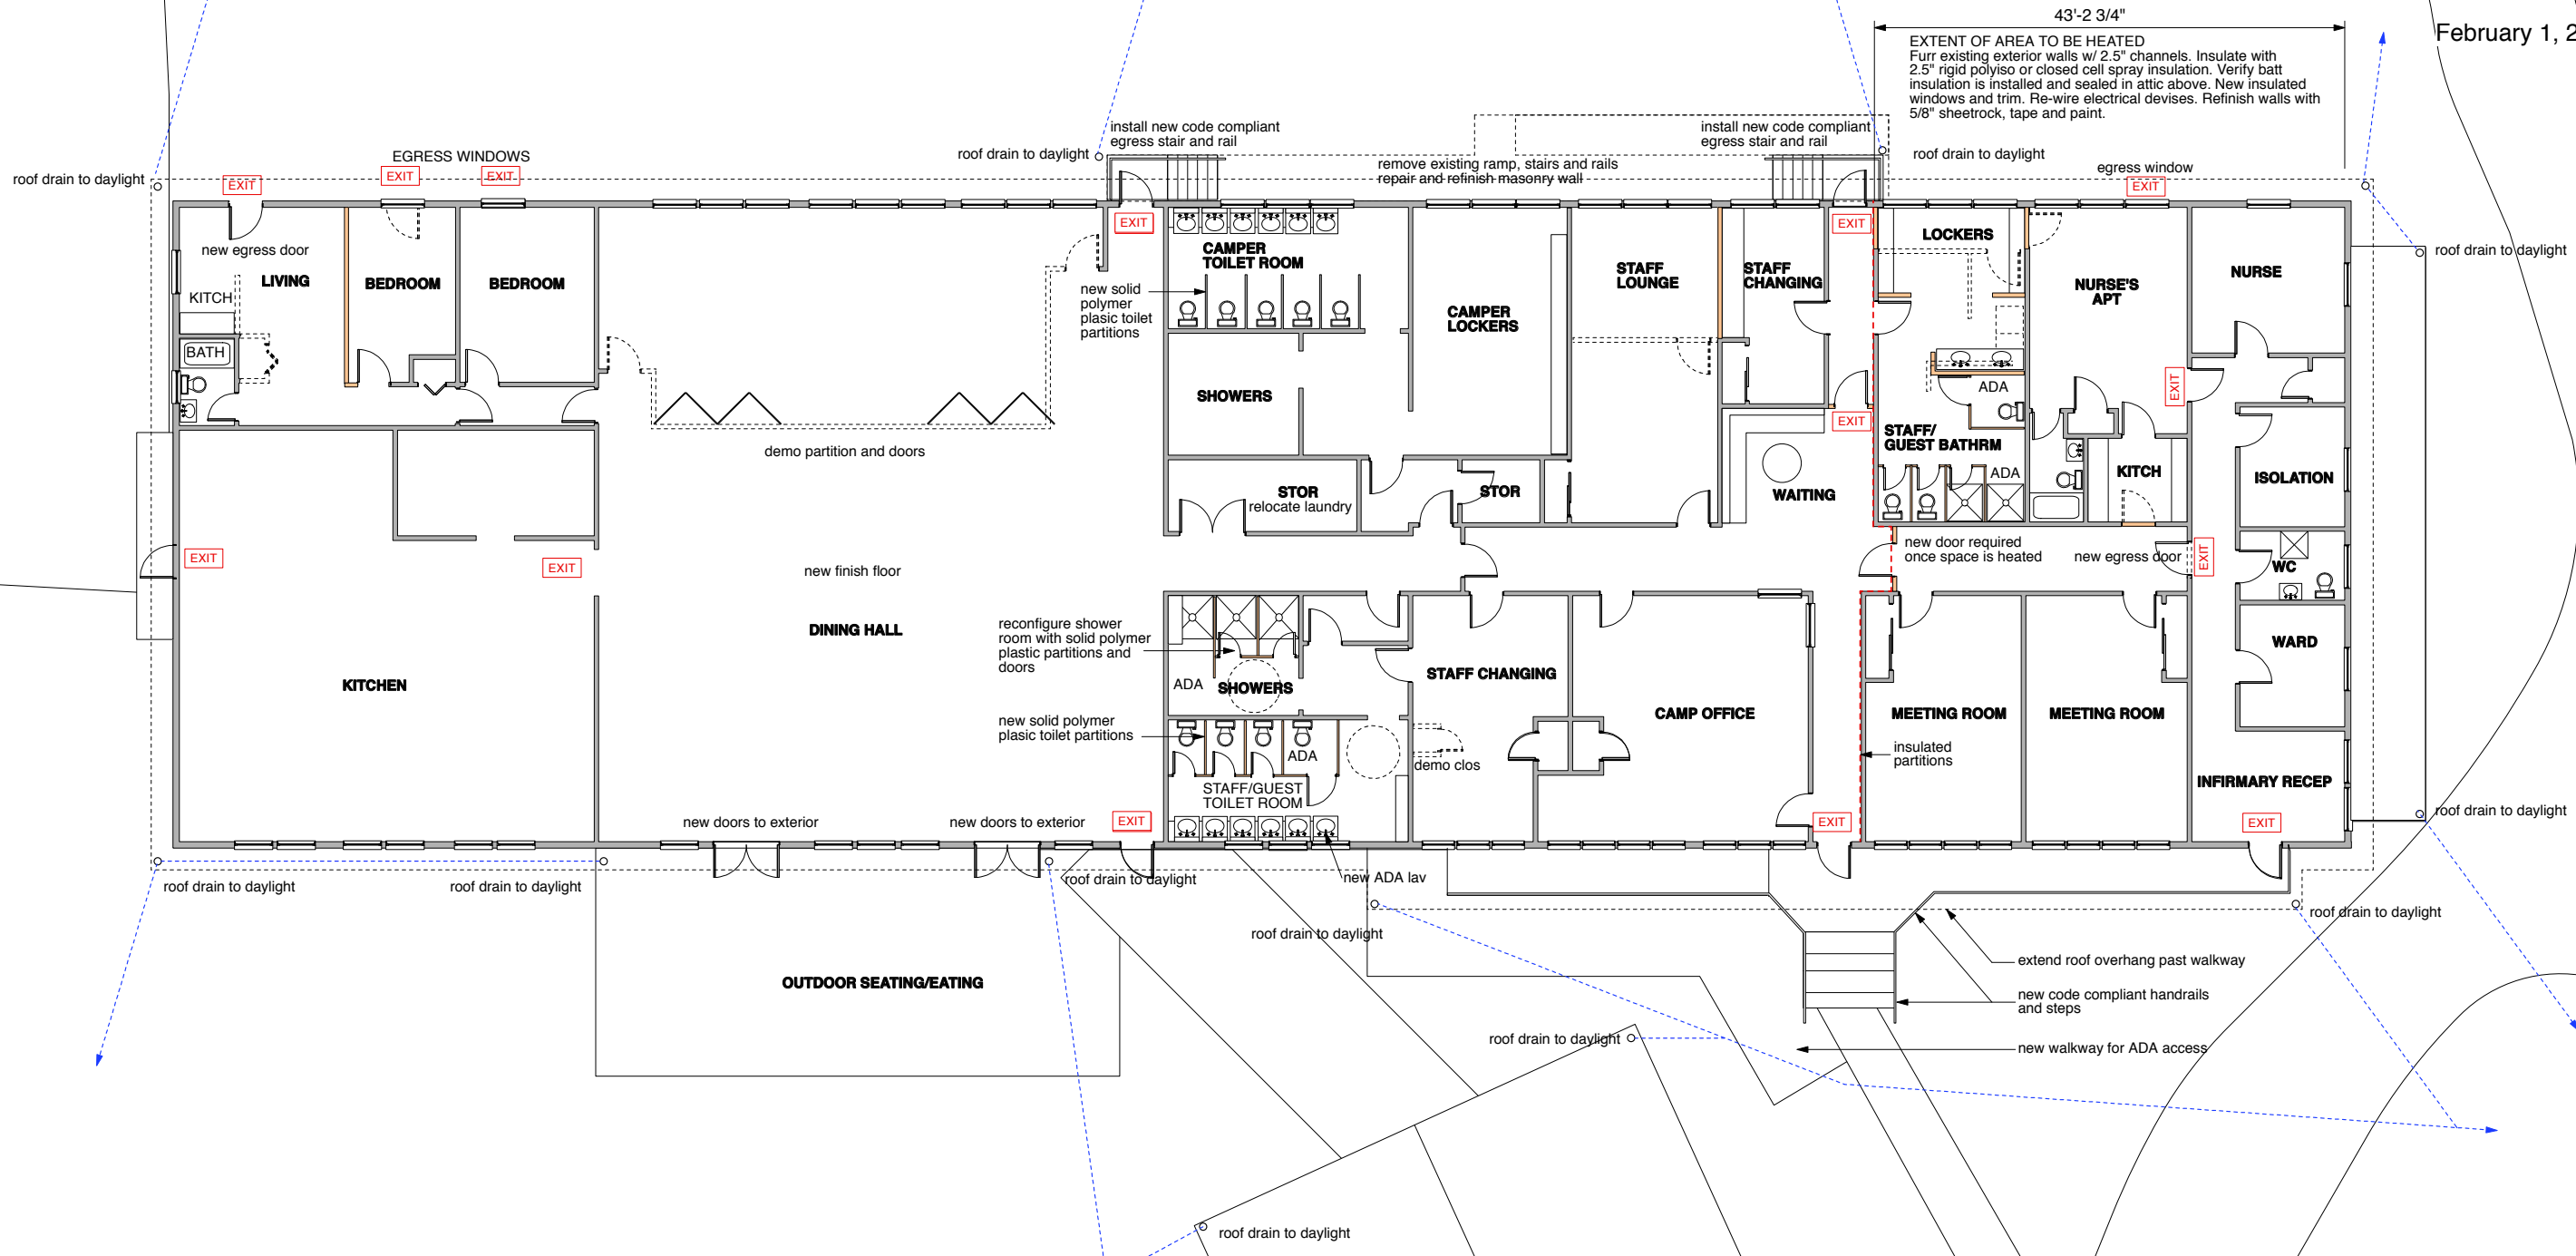 43'-2 3/4"
February 1, 2
EXTENT OF AREA TO BE HEATED
Furr existing exterior walls w/ 2.5" channels. Insulate with
2.5" rigid polyiso or closed cell spray insulation. Verify batt
insulation is installed and sealed in attic above. New insulated
windows and trim. Re-wire electrical devises. Refinish walls with
5/8" sheetrock, tape and paint.
install new code compliant
egress stair and rail
install new code compliant
egress stair and rail
roof drain to daylight
EGRESS WINDOWS
roof drain to daylight
remove existing ramp, stairs and rails
repair and refinish masonry wall
egress window
roof drain to daylight
EXIT
EXIT
EXIT
EXIT
EXIT
EXIT
new egress door
LIVING
KITCH
BATH
BEDROOM
BEDROOM
CAMPER
TOILET ROOM
new solid
polymer
plasic toilet
partitions
CAMPER
LOCKERS
STAFF
LOUNGE
STAFF
CHANGING
LOCKERS
NURSE'S
APT
NURSE
roof drain to daylight
SHOWERS
EXIT
EXIT
ADA
STAFF/
GUEST BATHRM
ADA
KITCH
ISOLATION
demo partition and doors
STOR
relocate laundry
STOR
WAITING
EXIT
EXIT
new finish floor
new door required
once space is heated
new egress door
EXIT
WC
DINING HALL
KITCHEN
reconfigure shower
room with solid polymer
plastic partitions and
doors
ADA
SHOWERS
new solid polymer
plasic toilet partitions
ADA
STAFF/GUEST
TOILET ROOM
STAFF CHANGING
demo clos
CAMP OFFICE
MEETING ROOM
MEETING ROOM
insulated
partitions
WARD
INFIRMARY RECEP
new doors to exterior
new doors to exterior
EXIT
EXIT
EXIT
roof drain to daylight
roof drain to daylight
roof drain to daylight
roof drain to daylight
new ADA lav
roof drain to daylight
roof drain to daylight
OUTDOOR SEATING/EATING
extend roof overhang past walkway
new code compliant handrails
and steps
roof drain to daylight
new walkway for ADA access
roof drain to daylight